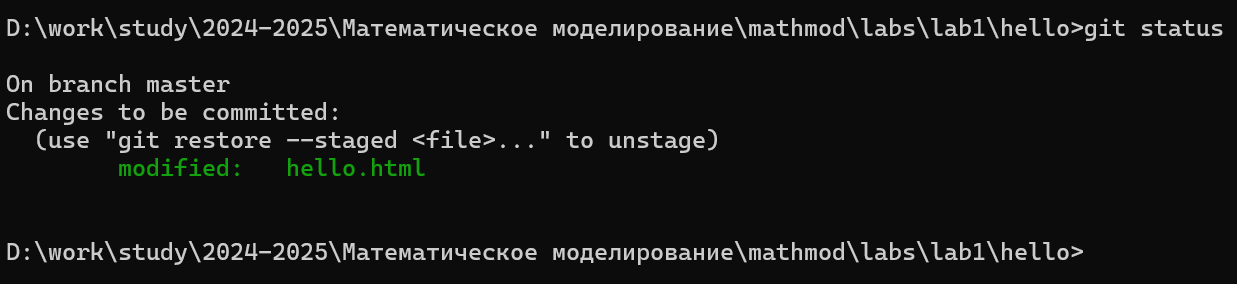 D:\work\study\2024-2025\Математическое моделирование\mathmod\labs\lab1\hello>git status
On branch master
Changes to be committed:
(use "git restore --staged <file>..." to unstage)
modified: hello.html
D:\work\study\2024-2025\Математическое моделирование\mathmod\labs\lab1\hello>